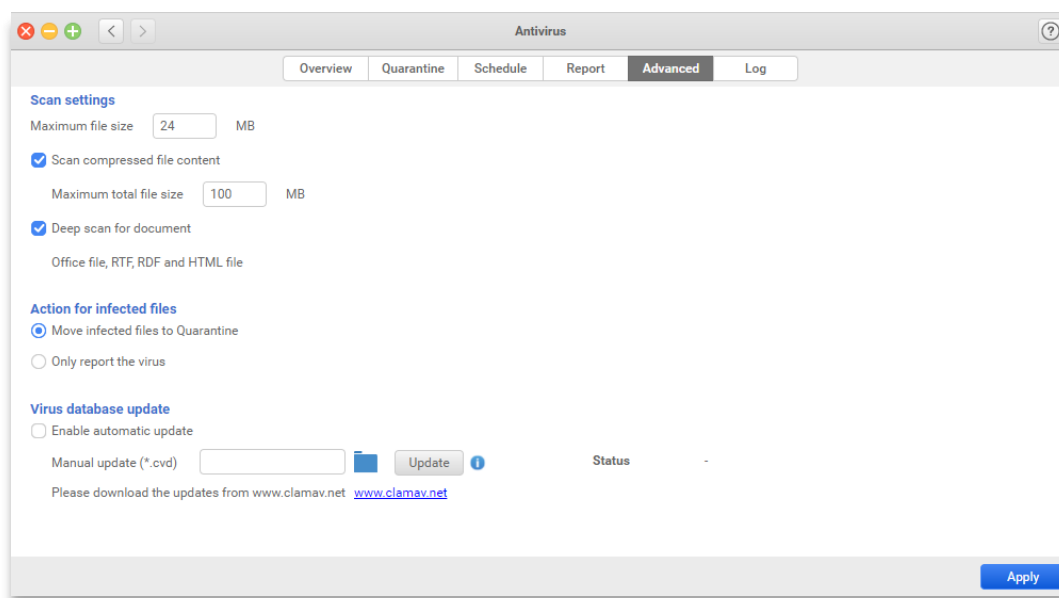 Antivirus
Overview Quarantine Schedule Report Advanced Log
Scan settings
Maximum file size 24 MB
Scan compressed file content
Maximum total file size 100 MB
Deep scan for document
Office file, RTF, RDF and HTML file
Action for infected files
Move infected files to Quarantine
Only report the virus
Virus database update
Enable automatic update
Manual update (*.cvd) Update i Status -
Please download the updates from www.clamav.net www.clamav.net
Apply